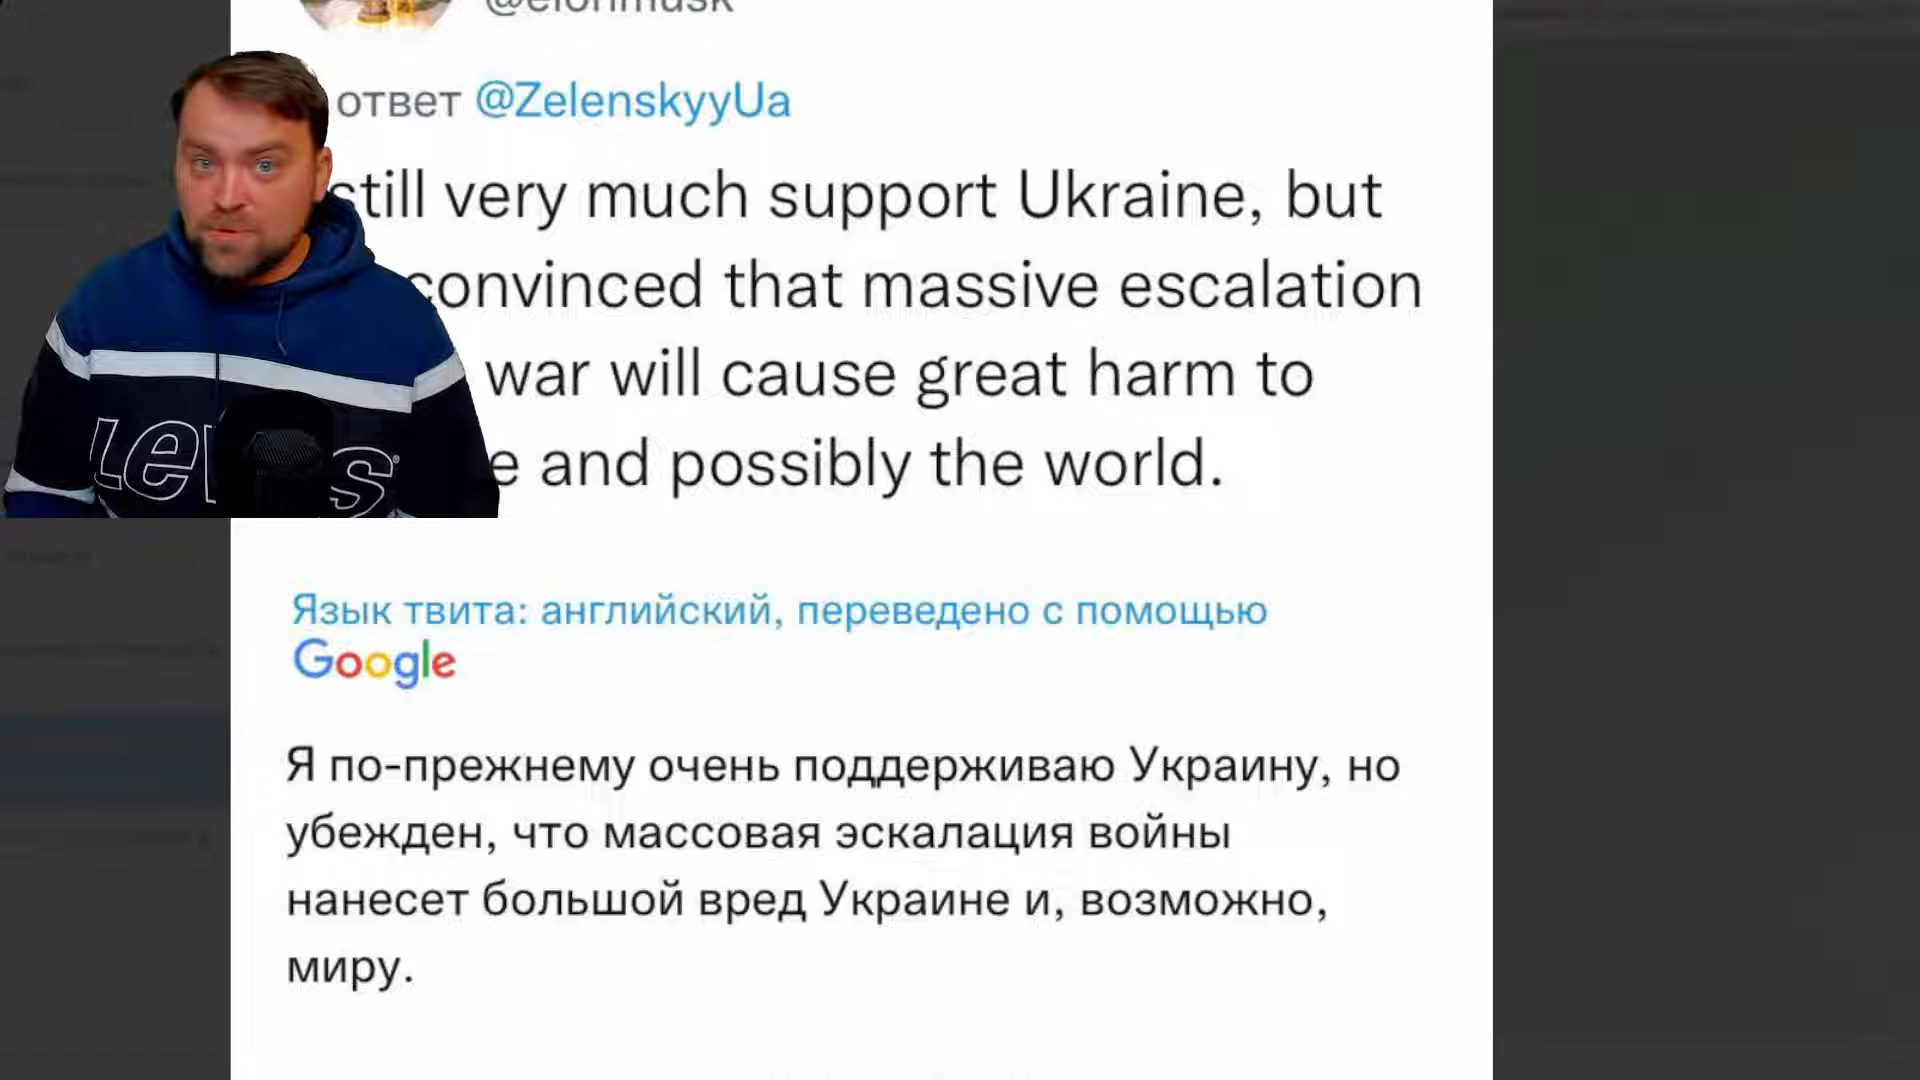 @elonmusk
ответ @ZelenskyyUa
still very much support Ukraine, but
convinced that massive escalation
war will cause great harm to
e and possibly the world.
Levi's
Язык твита: английский, переведено с помощью
Google
Я по-прежнему очень поддерживаю Украину, но
убежден, что массовая эскалация войны
нанесет большой вред Украине и, возможно,
миру.